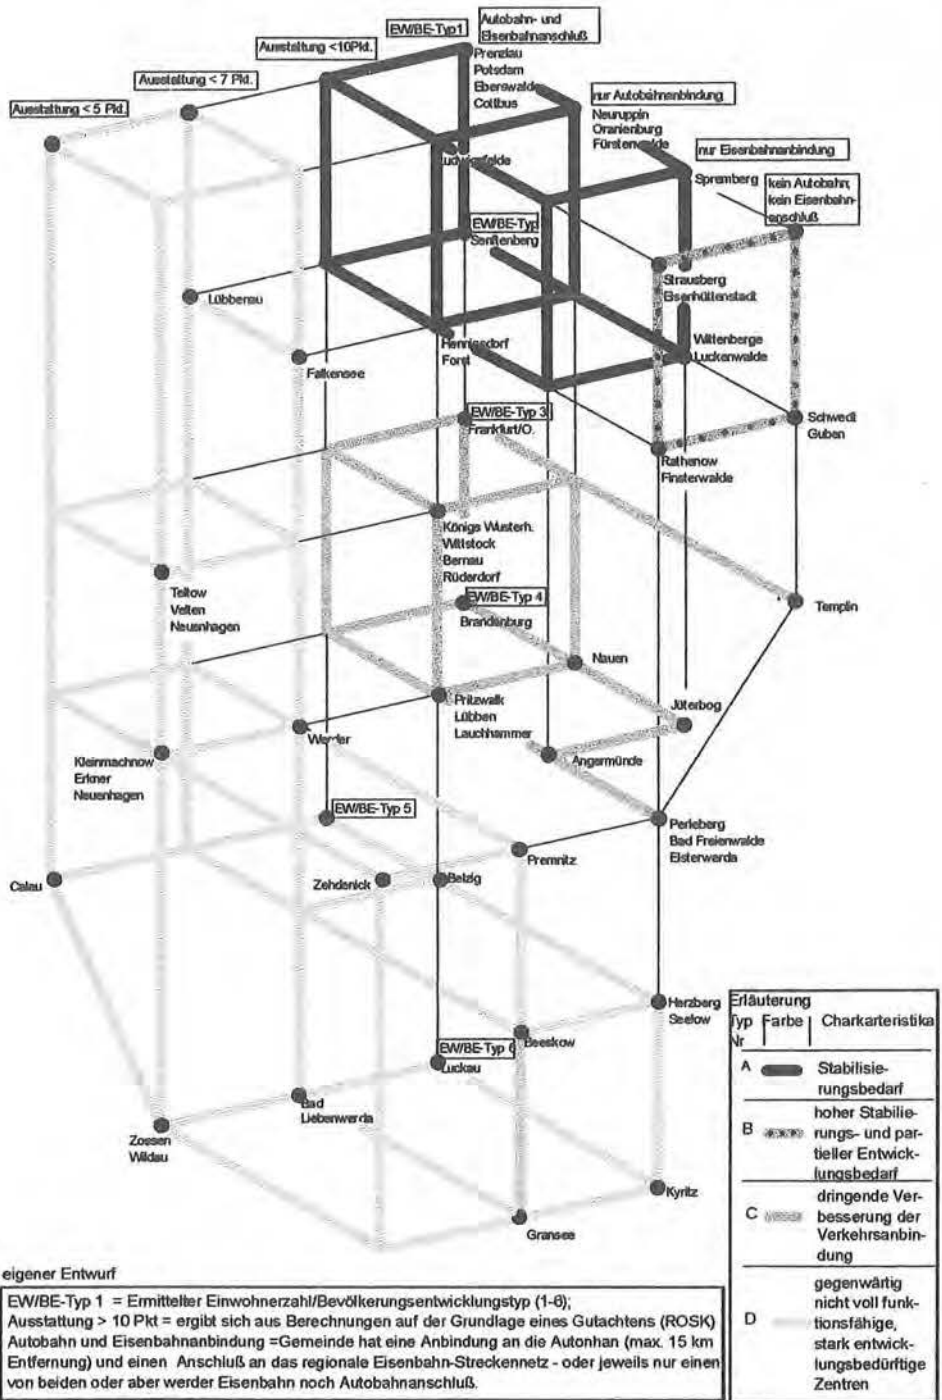 EW/BE-Typ1
Autobahn- und
Eisenbahnanschluß
Ausstattung <10Pkt.
Ausstattung < 7 Pkt.
Ausstattung < 5 Pkt.
Prenzlau
Potsdam
Eberswalde
Cottbus
nur Autobahnanbindung
Neuruppin
Oranienburg
Fürstenwalde
nur Eisenbahnanbindung
Ludwigsfelde
Spremberg
kein Autobahn,
kein Eisenbahn-
anschluß
EW/BE-Typ
Senftenberg
Strausberg
Eisenhüttenstadt
Lübbenau
Hennigsdorf
Forst
Wittenberge
Luckenwalde
Falkensee
EW/BE-Typ 3
Frankfurt/O.
Schwedt
Guben
Rathenow
Finsterwalde
Königs Wusterh.
Wittstock
Bernau
Rüderdorf
Teltow
Velten
Neuenhagen
EW/BE-Typ 4
Brandenburg
Templin
Nauen
Pritzwalk
Lübben
Lauchhammer
Jüterbog
Werder
Kleinmachnow
Erkner
Neuenhagen
Angermünde
EW/BE-Typ 5
Perleberg
Bad Freienwalde
Elsterwerda
Premnitz
Calau
Zehdenick
Belzig
Herzberg
Seelow
Beeskow
EW/BE-Typ 6
Luckau
Bad
Liebenwerda
Zossen
Wildau
Kyritz
Gransee
Erläuterung
Typ Farbe Charkarteristika
Nr
A Stabilisie-
rungsbedarf
B hoher Stabilie-
rungs- und par-
tieller Entwick-
lungsbedarf
C dringende Ver-
besserung der
Verkehrsanbin-
dung
D gegenwärtig
nicht voll funk-
tionsfähige,
stark entwick-
lungsbedürftige
Zentren
eigener Entwurf
EW/BE-Typ 1 = Ermittelter Einwohnerzahl/Bevölkerungsentwicklungstyp (1-6);
Ausstattung > 10 Pkt = ergibt sich aus Berechnungen auf der Grundlage eines Gutachtens (ROSK)
Autobahn und Eisenbahnanbindung =Gemeinde hat eine Anbindung an die Autonhan (max. 15 km
Entfernung) und einen Anschluß an das regionale Eisenbahn-Streckennetz - oder jeweils nur einen
von beiden oder aber werder Eisenbahn noch Autobahnanschluß.